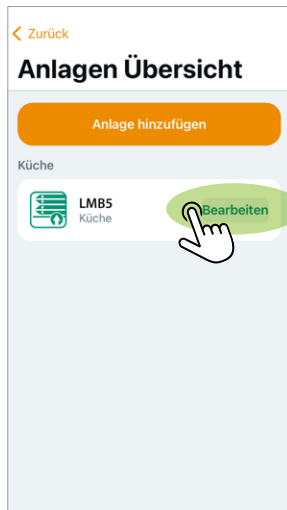 Zurück
Anlagen Übersicht
Anlage hinzufügen
Küche
LMB5
Küche
Bearbeiten